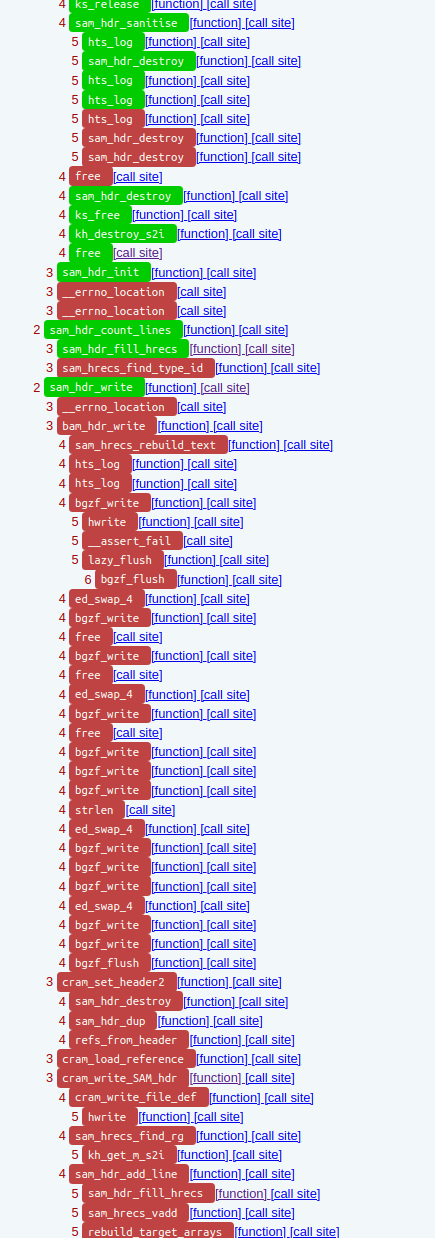 4 ks_release [function] [call site]
4 sam_hdr_sanitise [function] [call site]
5 hts_log [function] [call site]
5 sam_hdr_destroy [function] [call site]
5 hts_log [function] [call site]
5 hts_log [function] [call site]
5 hts_log [function] [call site]
5 sam_hdr_destroy [function] [call site]
5 sam_hdr_destroy [function] [call site]
4 free [call site]
4 sam_hdr_destroy [function] [call site]
4 ks_free [function] [call site]
4 kh_destroy_s2i [function] [call site]
4 free [call site]
3 sam_hdr_init [function] [call site]
3 __errno_location [call site]
3 __errno_location [call site]
2 sam_hdr_count_lines [function] [call site]
3 sam_hdr_fill_hrecs [function] [call site]
3 sam_hrecs_find_type_id [function] [call site]
2 sam_hdr_write [function] [call site]
3 __errno_location [call site]
3 bam_hdr_write [function] [call site]
4 sam_hrecs_rebuild_text [function] [call site]
4 hts_log [function] [call site]
4 hts_log [function] [call site]
4 bgzf_write [function] [call site]
5 hwrite [function] [call site]
5 __assert_fail [call site]
5 lazy_flush [function] [call site]
6 bgzf_flush [function] [call site]
4 ed_swap_4 [function] [call site]
4 bgzf_write [function] [call site]
4 free [call site]
4 bgzf_write [function] [call site]
4 free [call site]
4 ed_swap_4 [function] [call site]
4 bgzf_write [function] [call site]
4 free [call site]
4 bgzf_write [function] [call site]
4 bgzf_write [function] [call site]
4 bgzf_write [function] [call site]
4 strlen [call site]
4 ed_swap_4 [function] [call site]
4 bgzf_write [function] [call site]
4 bgzf_write [function] [call site]
4 bgzf_write [function] [call site]
4 ed_swap_4 [function] [call site]
4 bgzf_write [function] [call site]
4 bgzf_write [function] [call site]
4 bgzf_flush [function] [call site]
3 cram_set_header2 [function] [call site]
4 sam_hdr_destroy [function] [call site]
4 sam_hdr_dup [function] [call site]
4 refs_from_header [function] [call site]
3 cram_load_reference [function] [call site]
3 cram_write_SAM_hdr [function] [call site]
4 cram_write_file_def [function] [call site]
5 hwrite [function] [call site]
4 sam_hrecs_find_rg [function] [call site]
5 kh_get_m_s2i [function] [call site]
4 sam_hdr_add_line [function] [call site]
5 sam_hdr_fill_hrecs [function] [call site]
5 sam_hrecs_vadd [function] [call site]
5 rebuild_target_arrays [function] [call site]